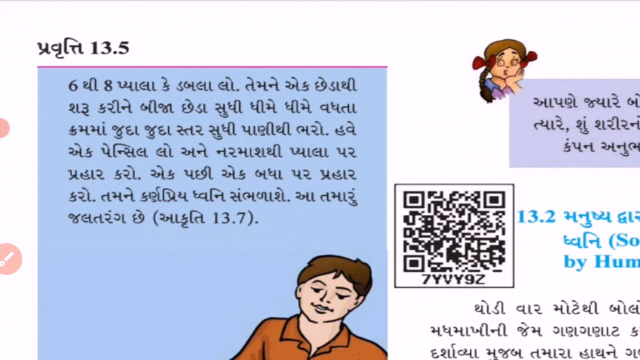 પ્રવૃત્તિ 13.5
6 થી 8 પ્યાલા કે ડબલા લો. તેમને એક છેડાથી
શરૂ કરીને બીજા છેડા સુધી ધીમે ધીમે વધતા
ક્રમમાં જુદા જુદા સ્તર સુધી પાણીથી ભરો. હવે
એક પેન્સિલ લો અને નરમાશથી પ્યાલા પર
પ્રહાર કરો. એક પછી એક બધા પર પ્રહાર
કરો. તમને કર્ણપ્રિય ધ્વનિ સંભળાશે. આ તમારું
જલતરંગ છે (આકૃતિ 13.7).
આપણે જ્યારે બો
ત્યારે, શું શરીરનો
કંપન અનુભ
7YVY9Z
13.2 મનુષ્ય દ્વા
ધ્વનિ (So
by Hum
થોડી વાર મોટેથી બોલો
મધમાખીની જેમ ગણગણાટ ક
દર્શાવ્યા મુજબ તમારા હાથને ગ